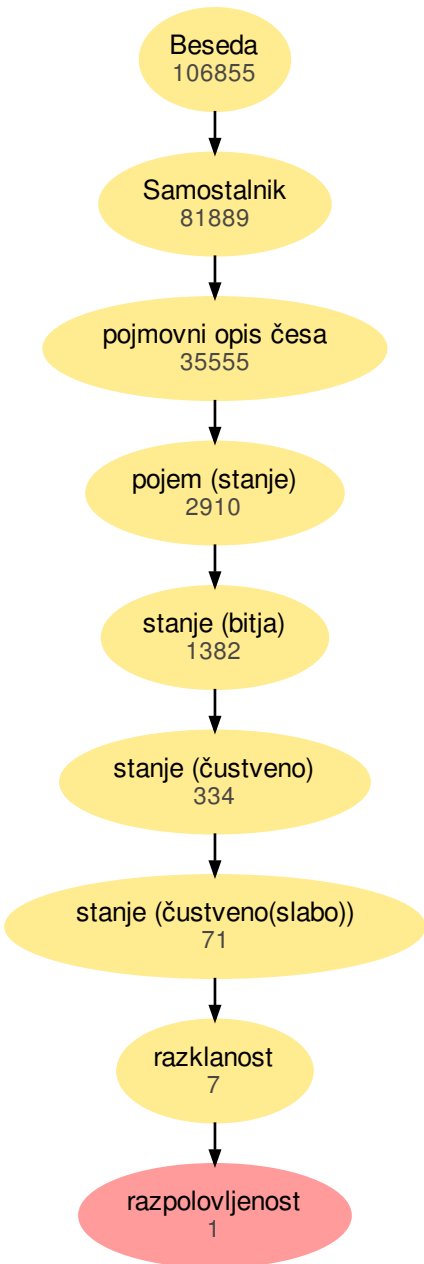 Beseda
106855
Samostalnik
81889
pojmovni opis česa
35555
pojem (stanje)
2910
stanje (bitja)
1382
stanje (čustveno)
334
stanje (čustveno(slabo))
71
razklanost
7
razpolovljenost
1